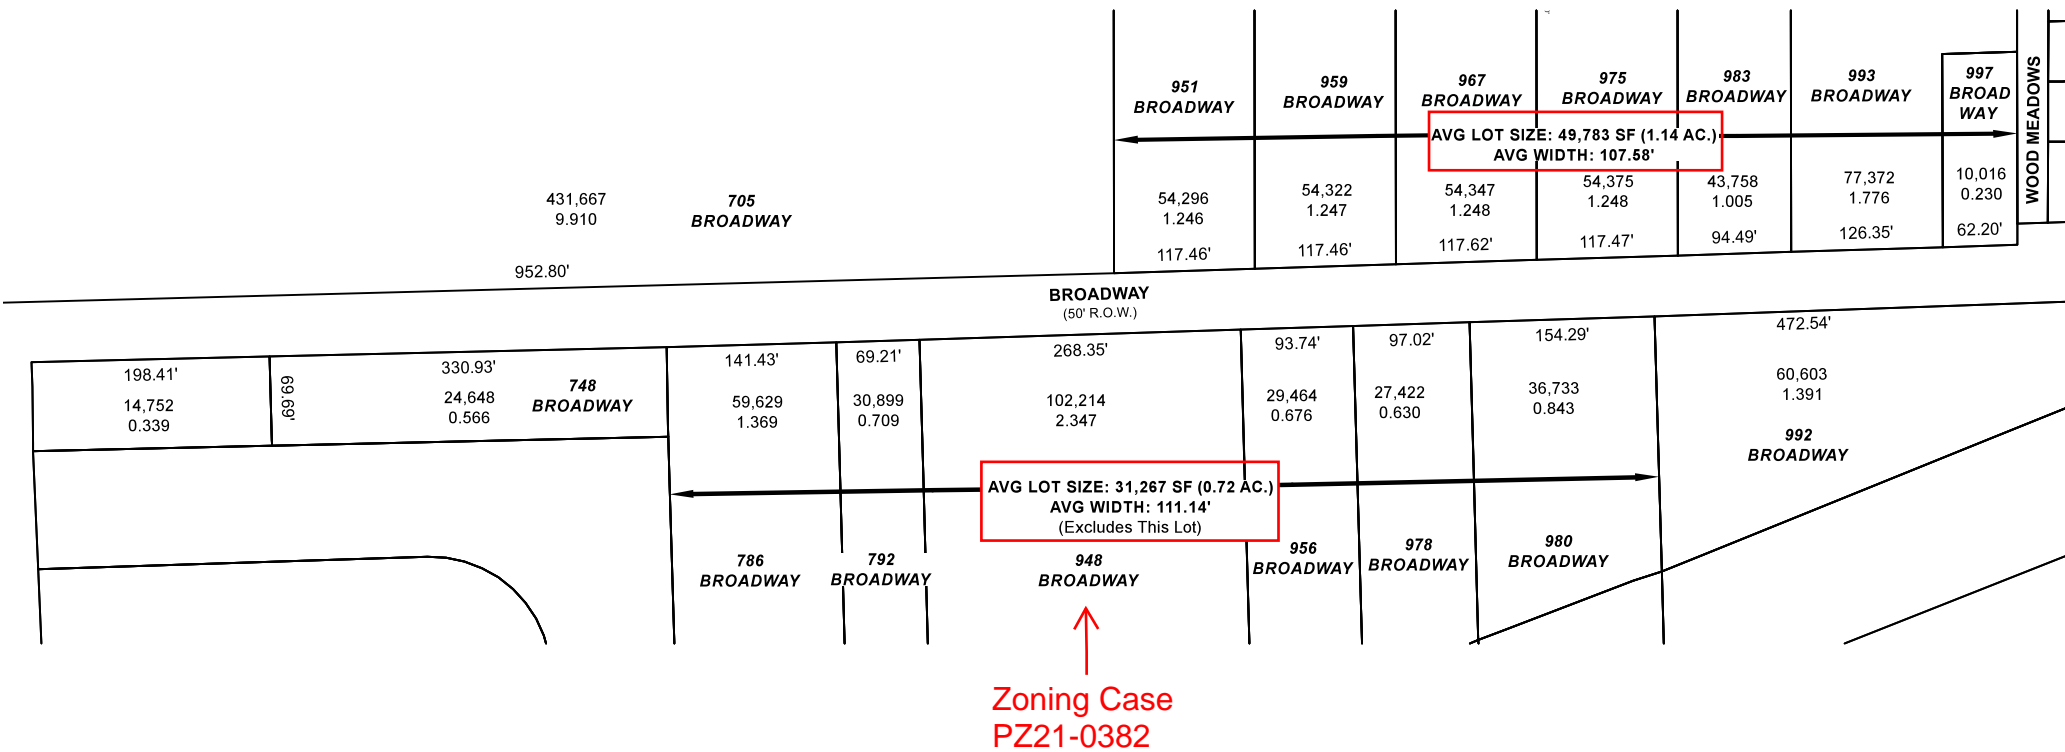 951
BROADWAY
959
BROADWAY
967
BROADWAY
975
BROADWAY
983
BROADWAY
993
BROADWAY
997
BROAD
WAY
WOOD MEADOWS
AVG LOT SIZE: 49,783 SF (1.14 AC.)
AVG WIDTH: 107.58'
431,667
9.910
705
BROADWAY
952.80'
54,296
1.246
117.46'
54,322
1.247
117.46'
54,347
1.248
117.62'
54,375
1.248
117.47'
43,758
1.005
94.49'
77,372
1.776
126.35'
10,016
0.230
62.20'
BROADWAY
(50' R.O.W.)
198.41'
14,752
0.339
69.69'
330.93'
24,648
0.566
748
BROADWAY
141.43'
59,629
1.369
69.21'
30,899
0.709
268.35'
102,214
2.347
93.74'
29,464
0.676
97.02'
27,422
0.630
154.29'
36,733
0.843
472.54'
60,603
1.391
992
BROADWAY
AVG LOT SIZE: 31,267 SF (0.72 AC.)
AVG WIDTH: 111.14'
(Excludes This Lot)
786
BROADWAY
792
BROADWAY
948
BROADWAY
956
BROADWAY
978
BROADWAY
980
BROADWAY
Zoning Case
PZ21-0382